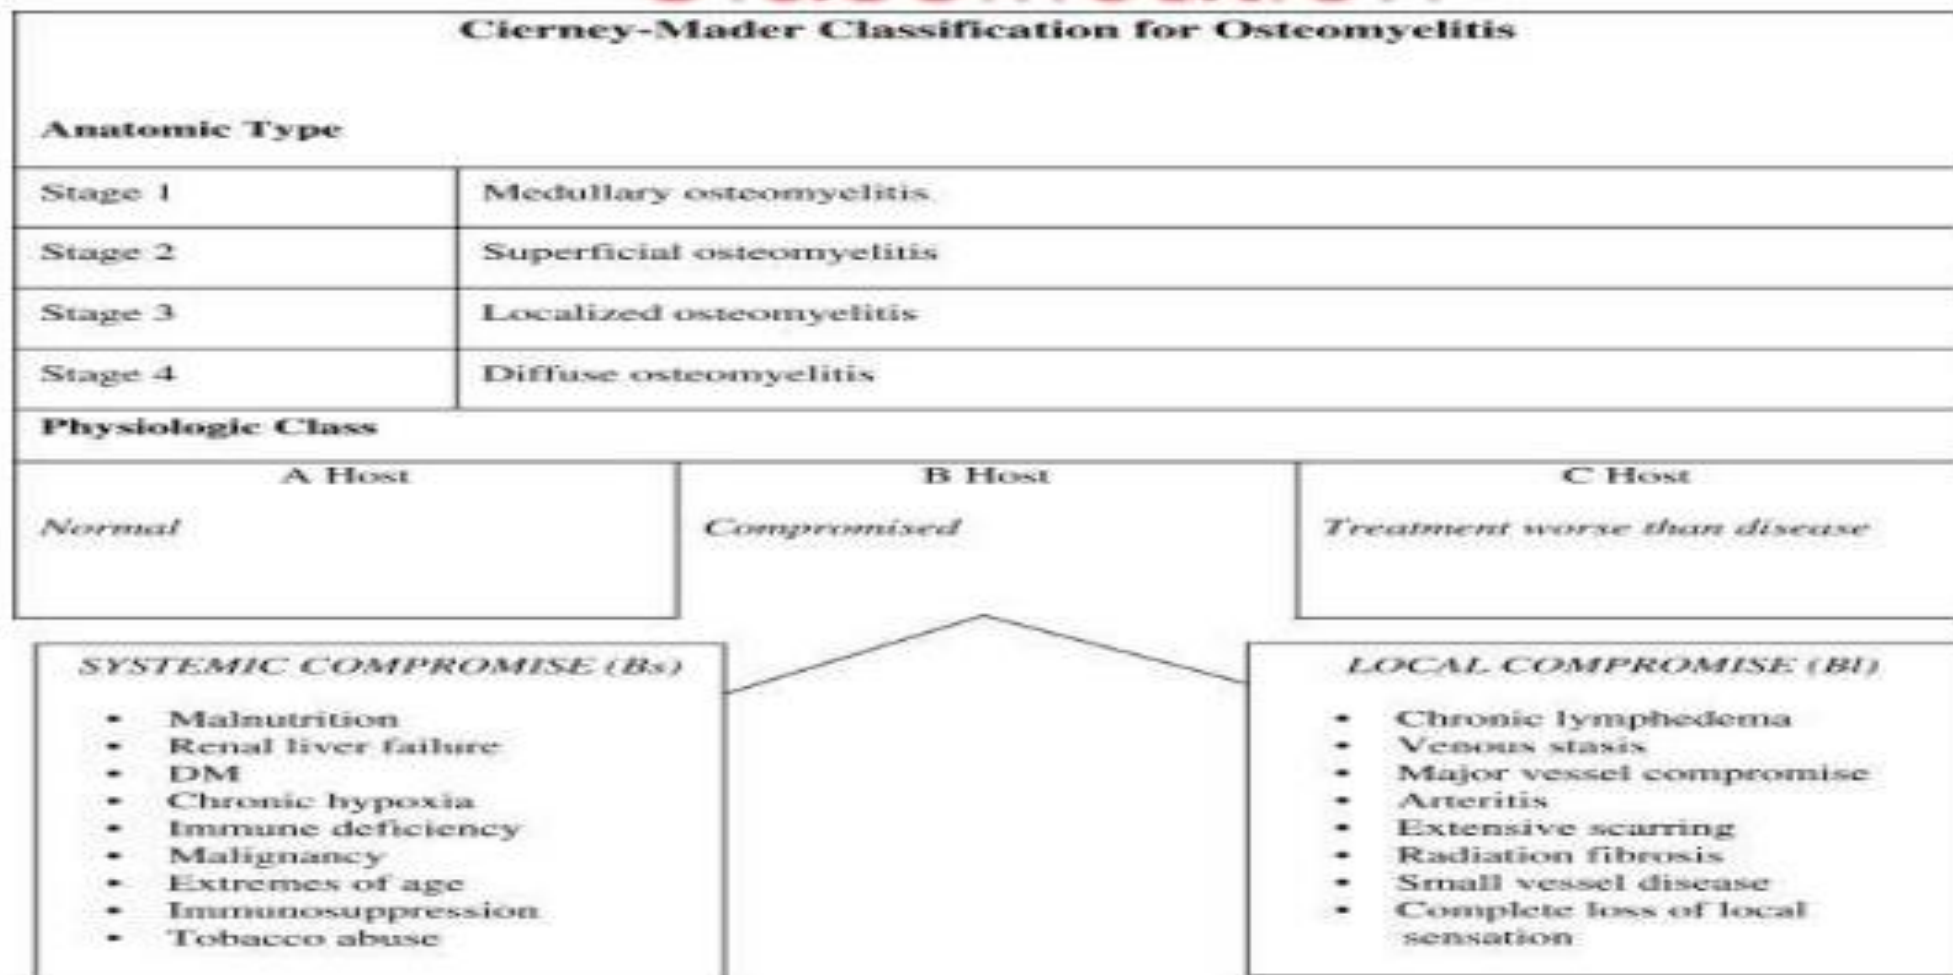 Cierney-Mader Classification for Osteomyelitis
Anatomic Type
Stage 1 Medullary osteomyelitis
Stage 2 Superficial osteomyelitis
Stage 3 Localized osteomyelitis
Stage 4 Diffuse osteomyelitis
Physiologic Class
A Host B Host C Host
Normal Compromised Treatment worse than disease
SYSTEMIC COMPROMISE (Bs)
• Malnutrition
• Renal liver failure
• DM
• Chronic hypoxia
• Immune deficiency
• Malignancy
• Extremes of age
• Immunosuppression
• Tobacco abuse
LOCAL COMPROMISE (Bl)
• Chronic lymphedema
• Venous stasis
• Major vessel compromise
• Arteritis
• Extensive scarring
• Radiation fibrosis
• Small vessel disease
• Complete loss of local
sensation